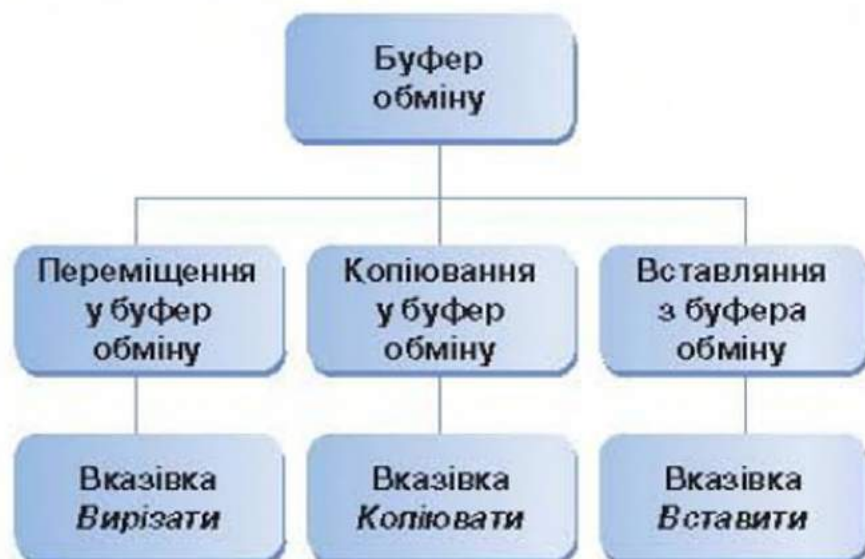 Буфер
обміну
Переміщення
у буфер
обміну
Копіювання
у буфер
обміну
Вставляння
з буфера
обміну
Вказівка
Вирізати
Вказівка
Копіювати
Вказівка
Вставити